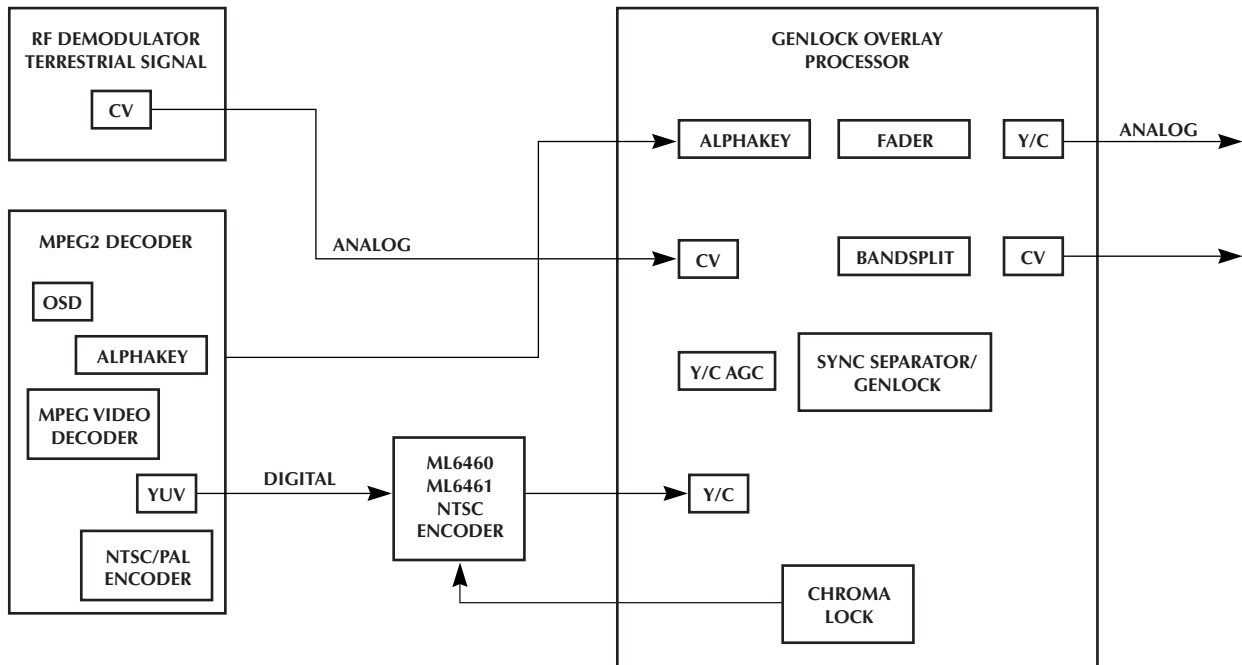 RF DEMODULATOR
TERRESTRIAL SIGNAL
CV
MPEG2 DECODER
OSD
ALPHAKEY
MPEG VIDEO
DECODER
YUV
NTSC/PAL
ENCODER
ANALOG
DIGITAL
ML6460
ML6461
NTSC
ENCODER
GENLOCK OVERLAY
PROCESSOR
ALPHAKEY
FADER
Y/C
CV
BANDSPLIT
CV
Y/C AGC
SYNC SEPARATOR/
GENLOCK
Y/C
CHROMA
LOCK
ANALOG